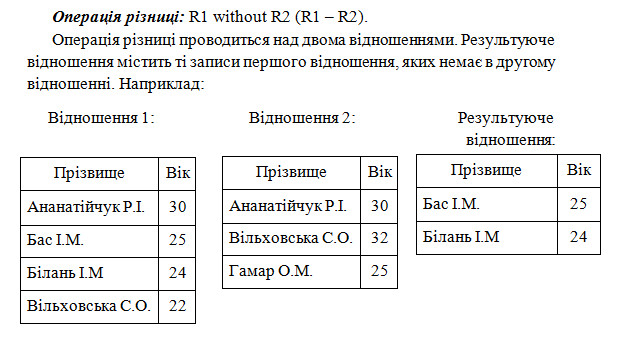 Операція різниці: R1 without R2 (R1 – R2).
Операція різниці проводиться над двома відношеннями. Результуюче
відношення містить ті записи першого відношення, яких немає в другому
відношенні. Наприклад:
Відношення 1:
Прізвище Вік
Ананатійчук Р.І. 30
Бас І.М. 25
Білань І.М 24
Вільховська С.О. 22
Відношення 2:
Прізвище Вік
Ананатійчук Р.І. 30
Вільховська С.О. 32
Гамар О.М. 25
Результуюче
відношення:
Прізвище Вік
Бас І.М. 25
Білань І.М 24